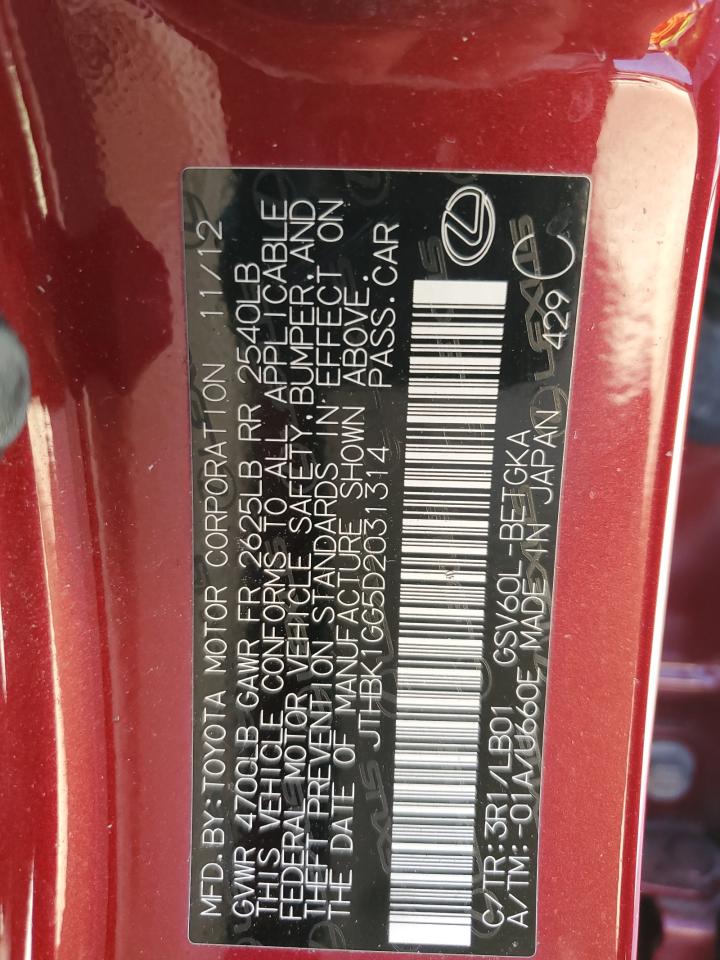 MFD. BY: TOYOTA MOTOR CORPORATION 11/12
GVWR 4700LB GAWR FR 2625LB RR 2540LB
THIS VEHICLE CONFORMS TO ALL APPLICABLE
FEDERAL MOTOR VEHICLE SAFETY, BUMPER, AND
THEFT PREVENTION STANDARDS IN EFFECT ON
THE DATE OF MANUFACTURE SHOWN ABOVE.
JTHBK1GG5D2031314 PASS. CAR
C/TR: 3R1/LB01 GSV60L-BETGKA
A/TM: -01A/U660E MADE IN JAPAN 429
LEXUS